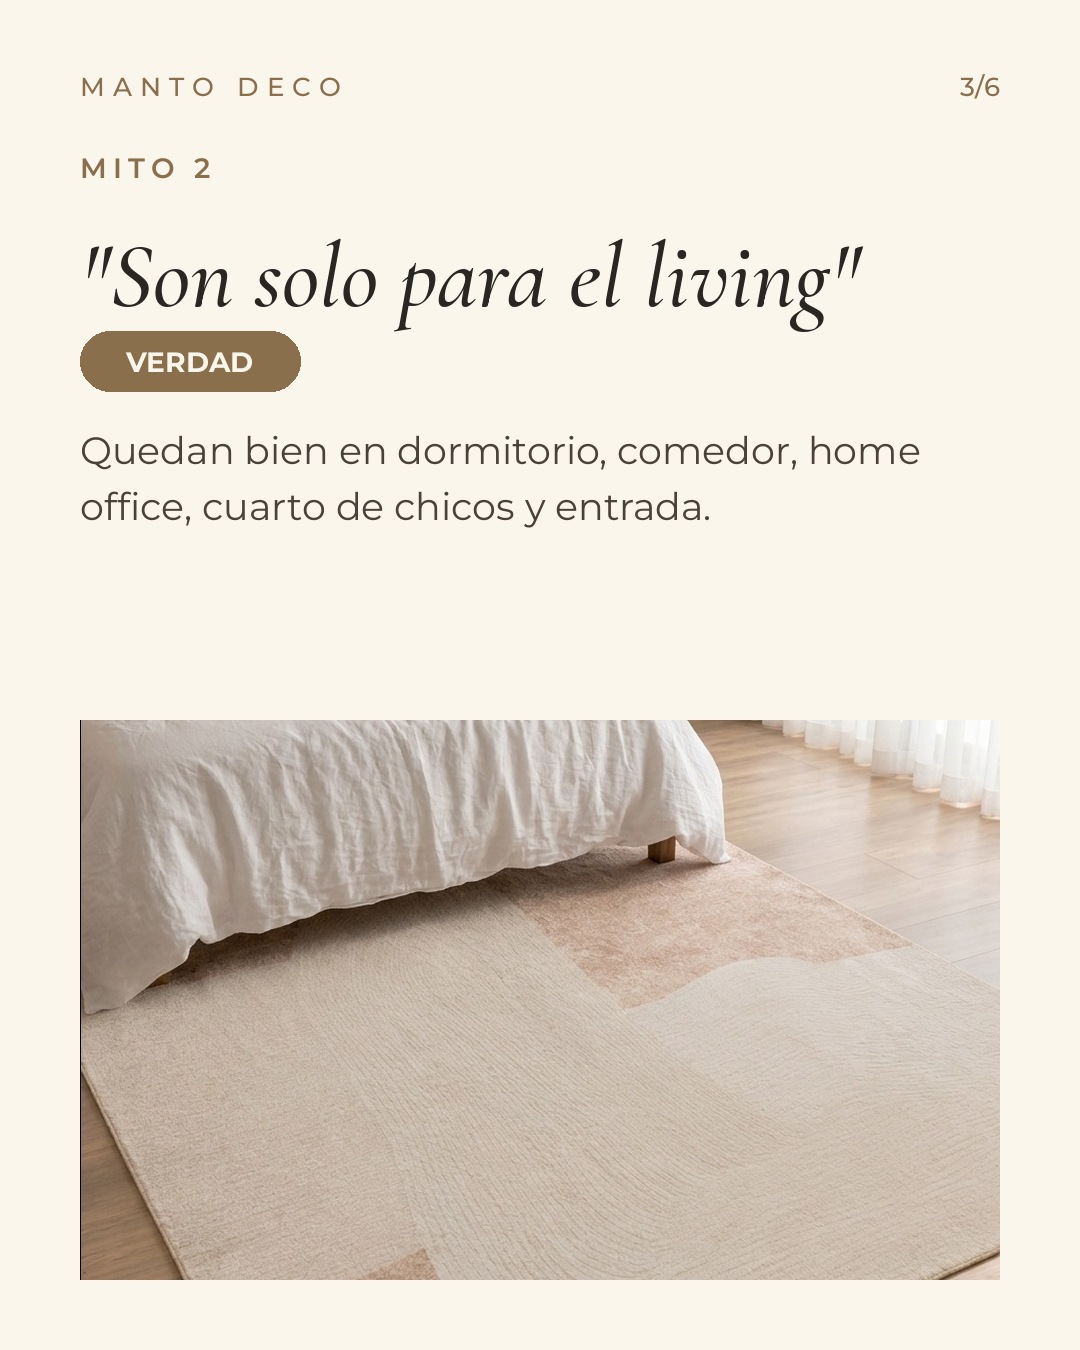 MANTO DECO
3/6
MITO 2
"Son solo para el living"
VERDAD
Quedan bien en dormitorio, comedor, home
office, cuarto de chicos y entrada.